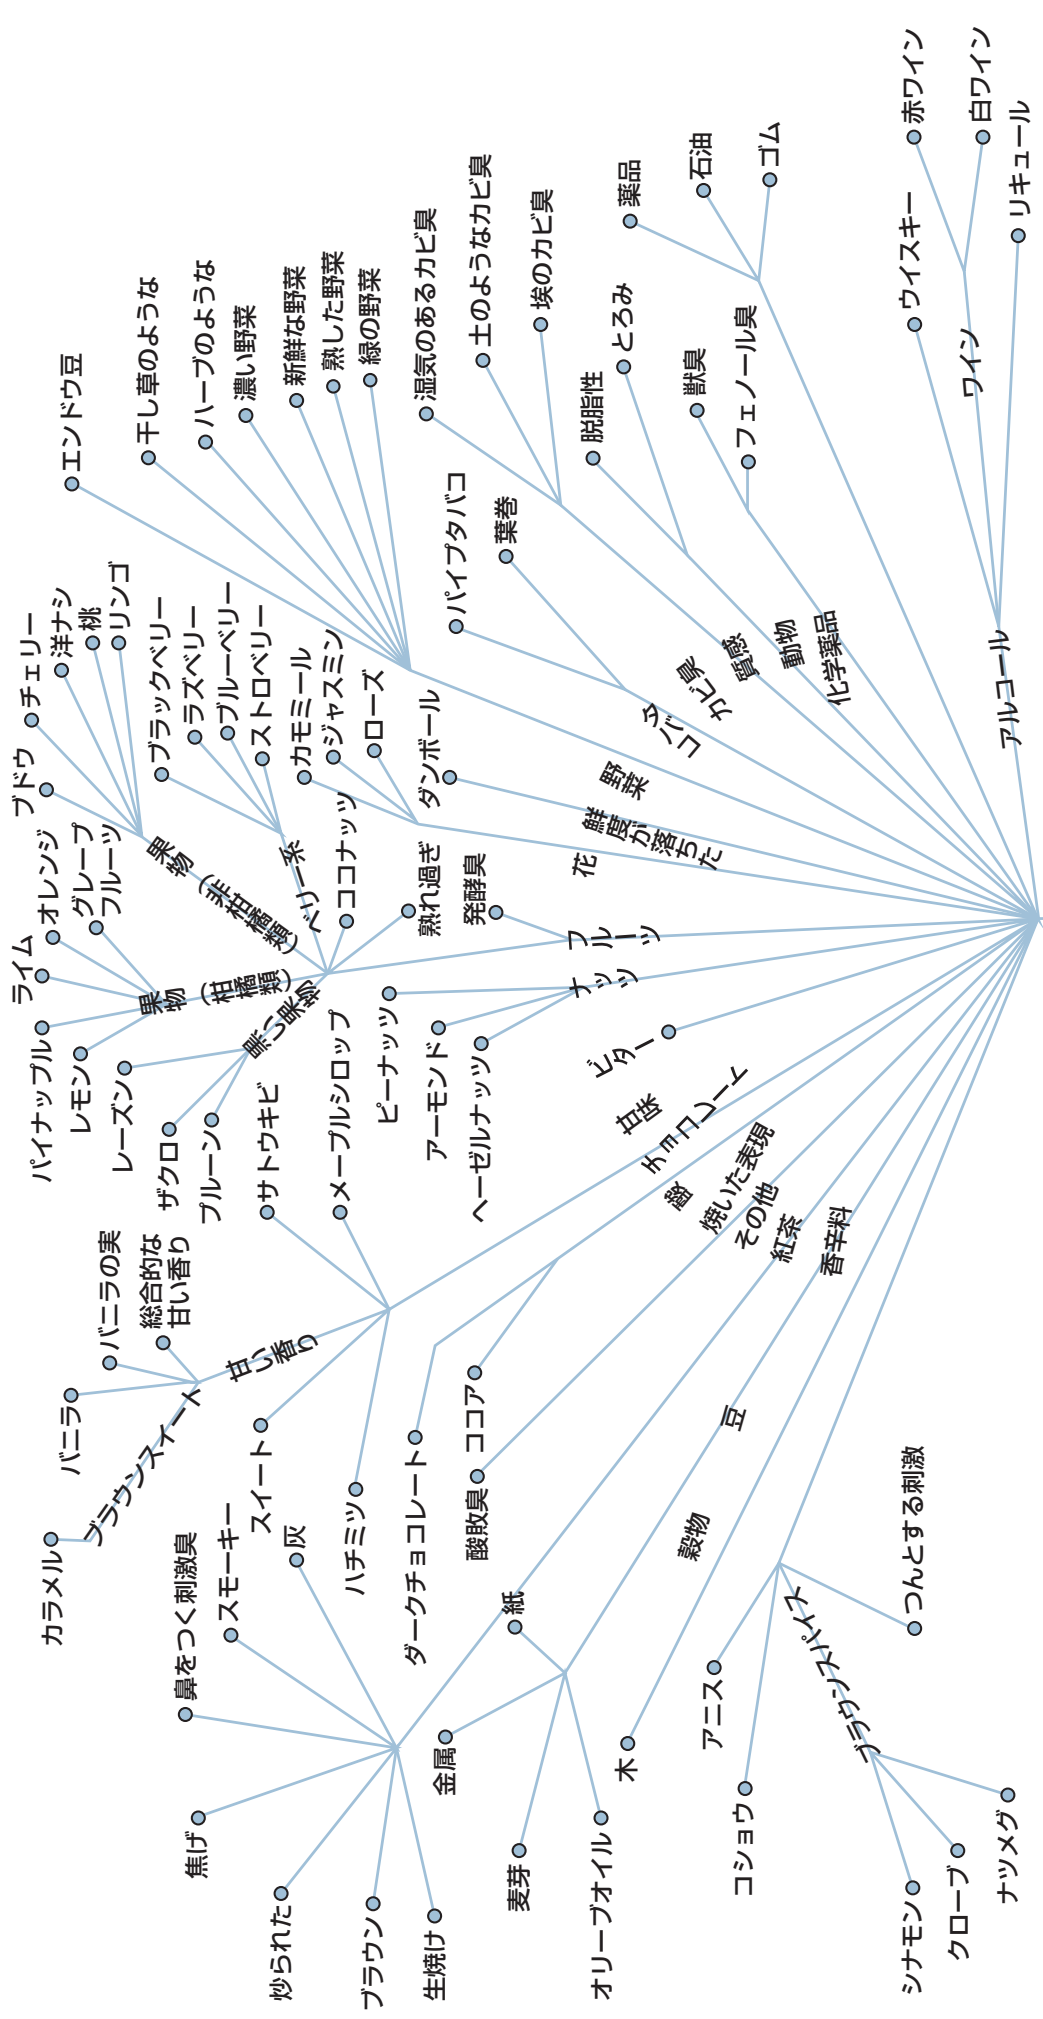 赤ワイン
白ワイン
リキュール
ウイスキー
ワイン
アルコール
ゴム
石油
薬品
フェノール臭
獣臭
化学薬品
動物
とろみ
脱脂性
質感
埃のカビ臭
土のようなカビ臭
湿気のあるカビ臭
カビ臭
葉巻
パイプタバコ
タバコ
緑の野菜
熟した野菜
新鮮な野菜
濃い野菜
ハーブのような
干し草のような
エンドウ豆
野菜
ダンボール
鮮度が落ちた
ローズ
ジャスミン
カモミール
花
ストロベリー
ブルーベリー
ラズベリー
ブラックベリー
ベリー系
リンゴ
桃
洋ナシ
チェリー
ブドウ
果物（非柑橘類）
ココナッツ
熟れ過ぎ
発酵臭
フルーツ
グレープ
フルーツ
オレンジ
ライム
パイナップル
レモン
果物（柑橘類）
レーズン
ザクロ
プルーン
黒い果物
ピーナッツ
アーモンド
ヘーゼルナッツ
ナッツ
ビター
メープルシロップ
サトウキビ
総合的な
甘い香り
バニラの実
バニラ
カラメル
ブラウンスイート
甘い香り
スイート
ハチミツ
甘味
ダークチョコレート
ココア
チョコレート
酸敗臭
酸
灰
スモーキー
鼻をつく刺激臭
焦げ
炒られた
ブラウン
生焼け
焼いた表現
紙
金属
麦芽
オリーブオイル
その他
木
紅茶
豆
穀物
アニス
コショウ
シナモン
クローブ
ナツメグ
ブラウンスパイス
つんとする刺激
香辛料